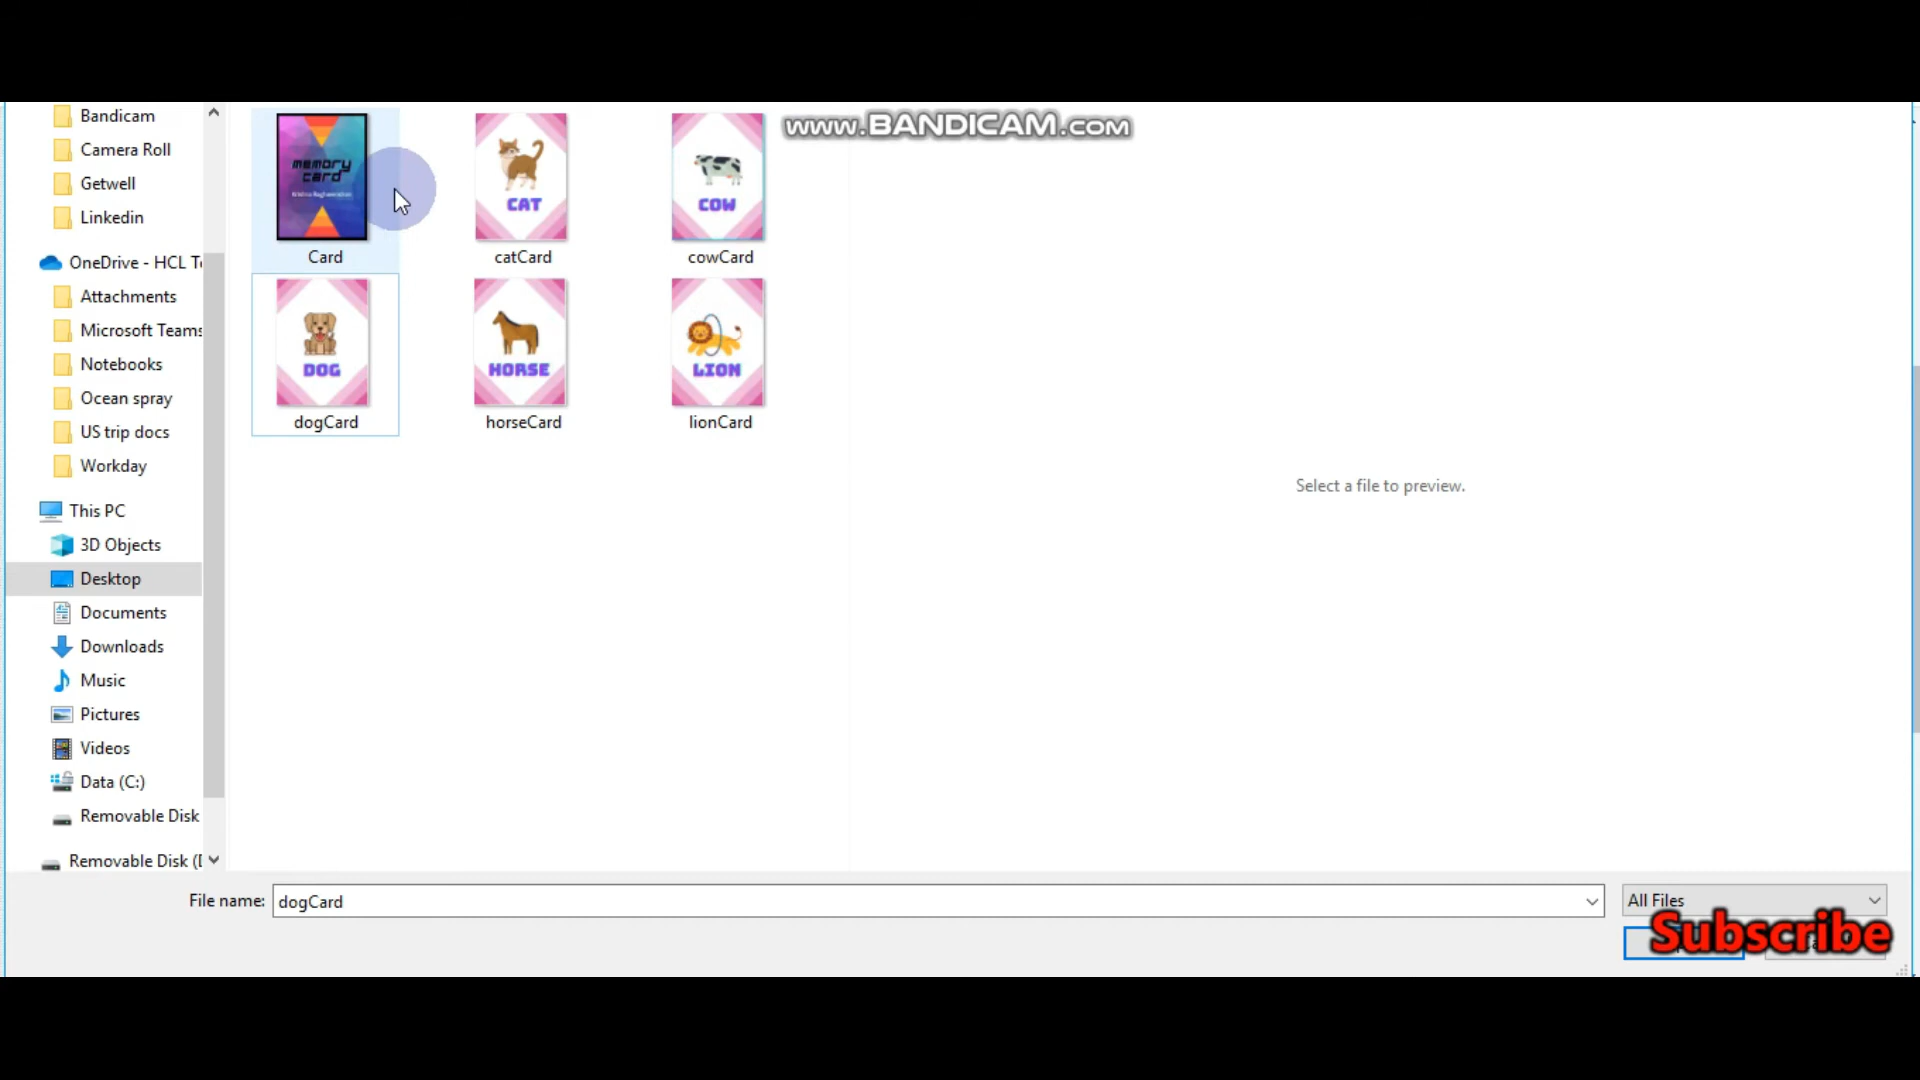 www.BANDICAM.com
Bandicam
Camera Roll
Getwell
Linkedin
OneDrive - HCL T
Attachments
Microsoft Teams
Notebooks
Ocean spray
US trip docs
Workday
This PC
3D Objects
Desktop
Documents
Downloads
Music
Pictures
Videos
Data (C:)
Removable Disk
Removable Disk (
memory
card
Card
CAT
catCard
COW
cowCard
DOG
dogCard
HORSE
horseCard
LION
lionCard
Select a file to preview.
File name:
dogCard
All Files
Subscribe